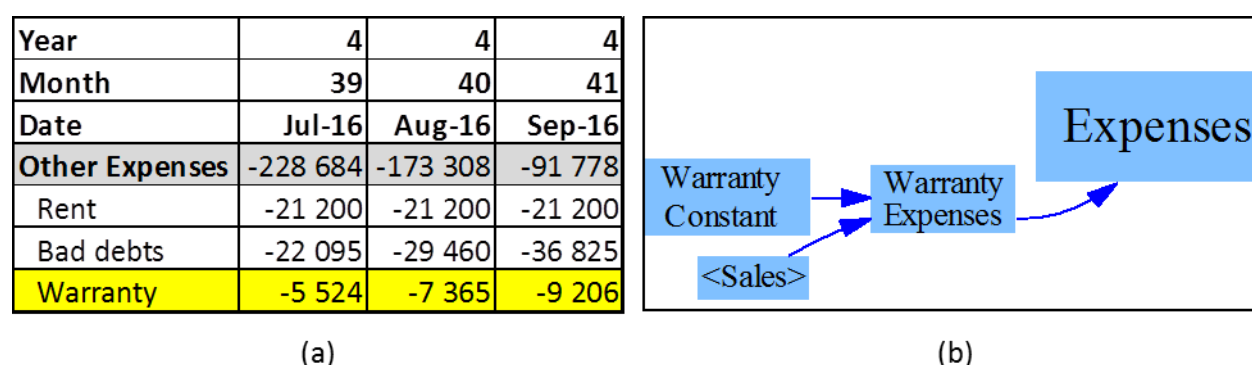 Year 4 4 4
Month 39 40 41
Date Jul-16 Aug-16 Sep-16
Other Expenses -228 684 -173 308 -91 778
Rent -21 200 -21 200 -21 200
Bad debts -22 095 -29 460 -36 825
Warranty -5 524 -7 365 -9 206
(a)
Expenses
Warranty
Constant
Warranty
Expenses
<Sales>
(b)